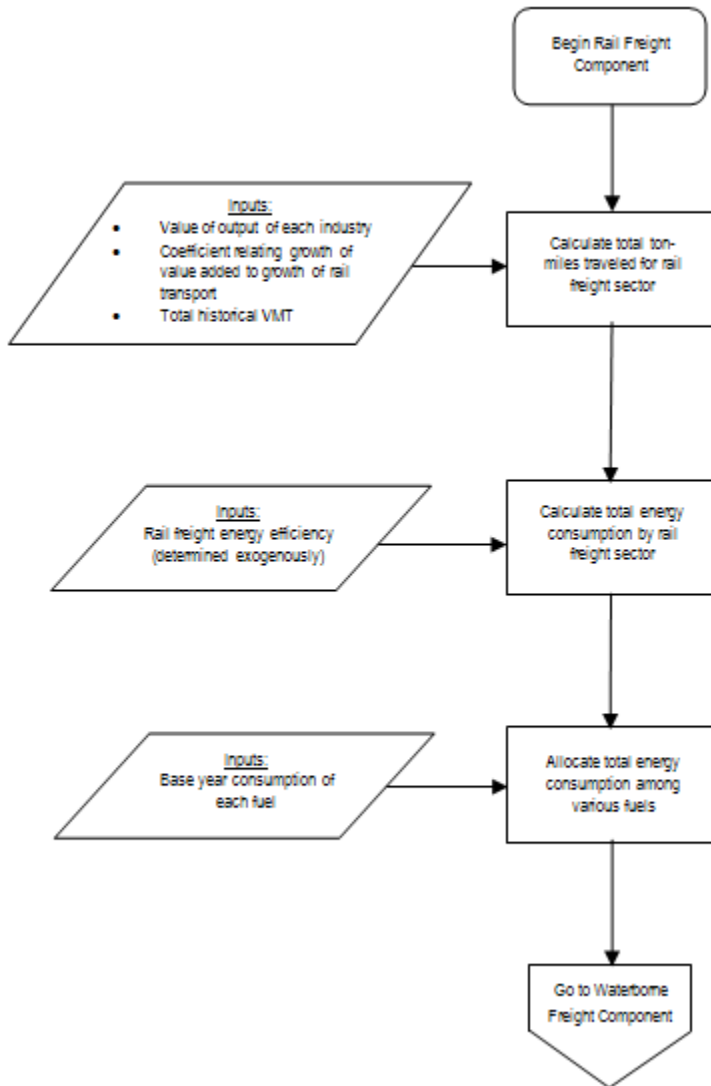 Begin Rail Freight
Component
Inputs:
• Value of output of each industry
• Coefficient relating growth of
value added to growth of rail
transport
• Total historical VMT
Calculate total ton-
miles traveled for rail
freight sector
Inputs:
Rail freight energy efficiency
(determined exogenously)
Calculate total energy
consumption by rail
freight sector
Inputs:
Base year consumption of
each fuel
Allocate total energy
consumption among
various fuels
Go to Waterborne
Freight Component